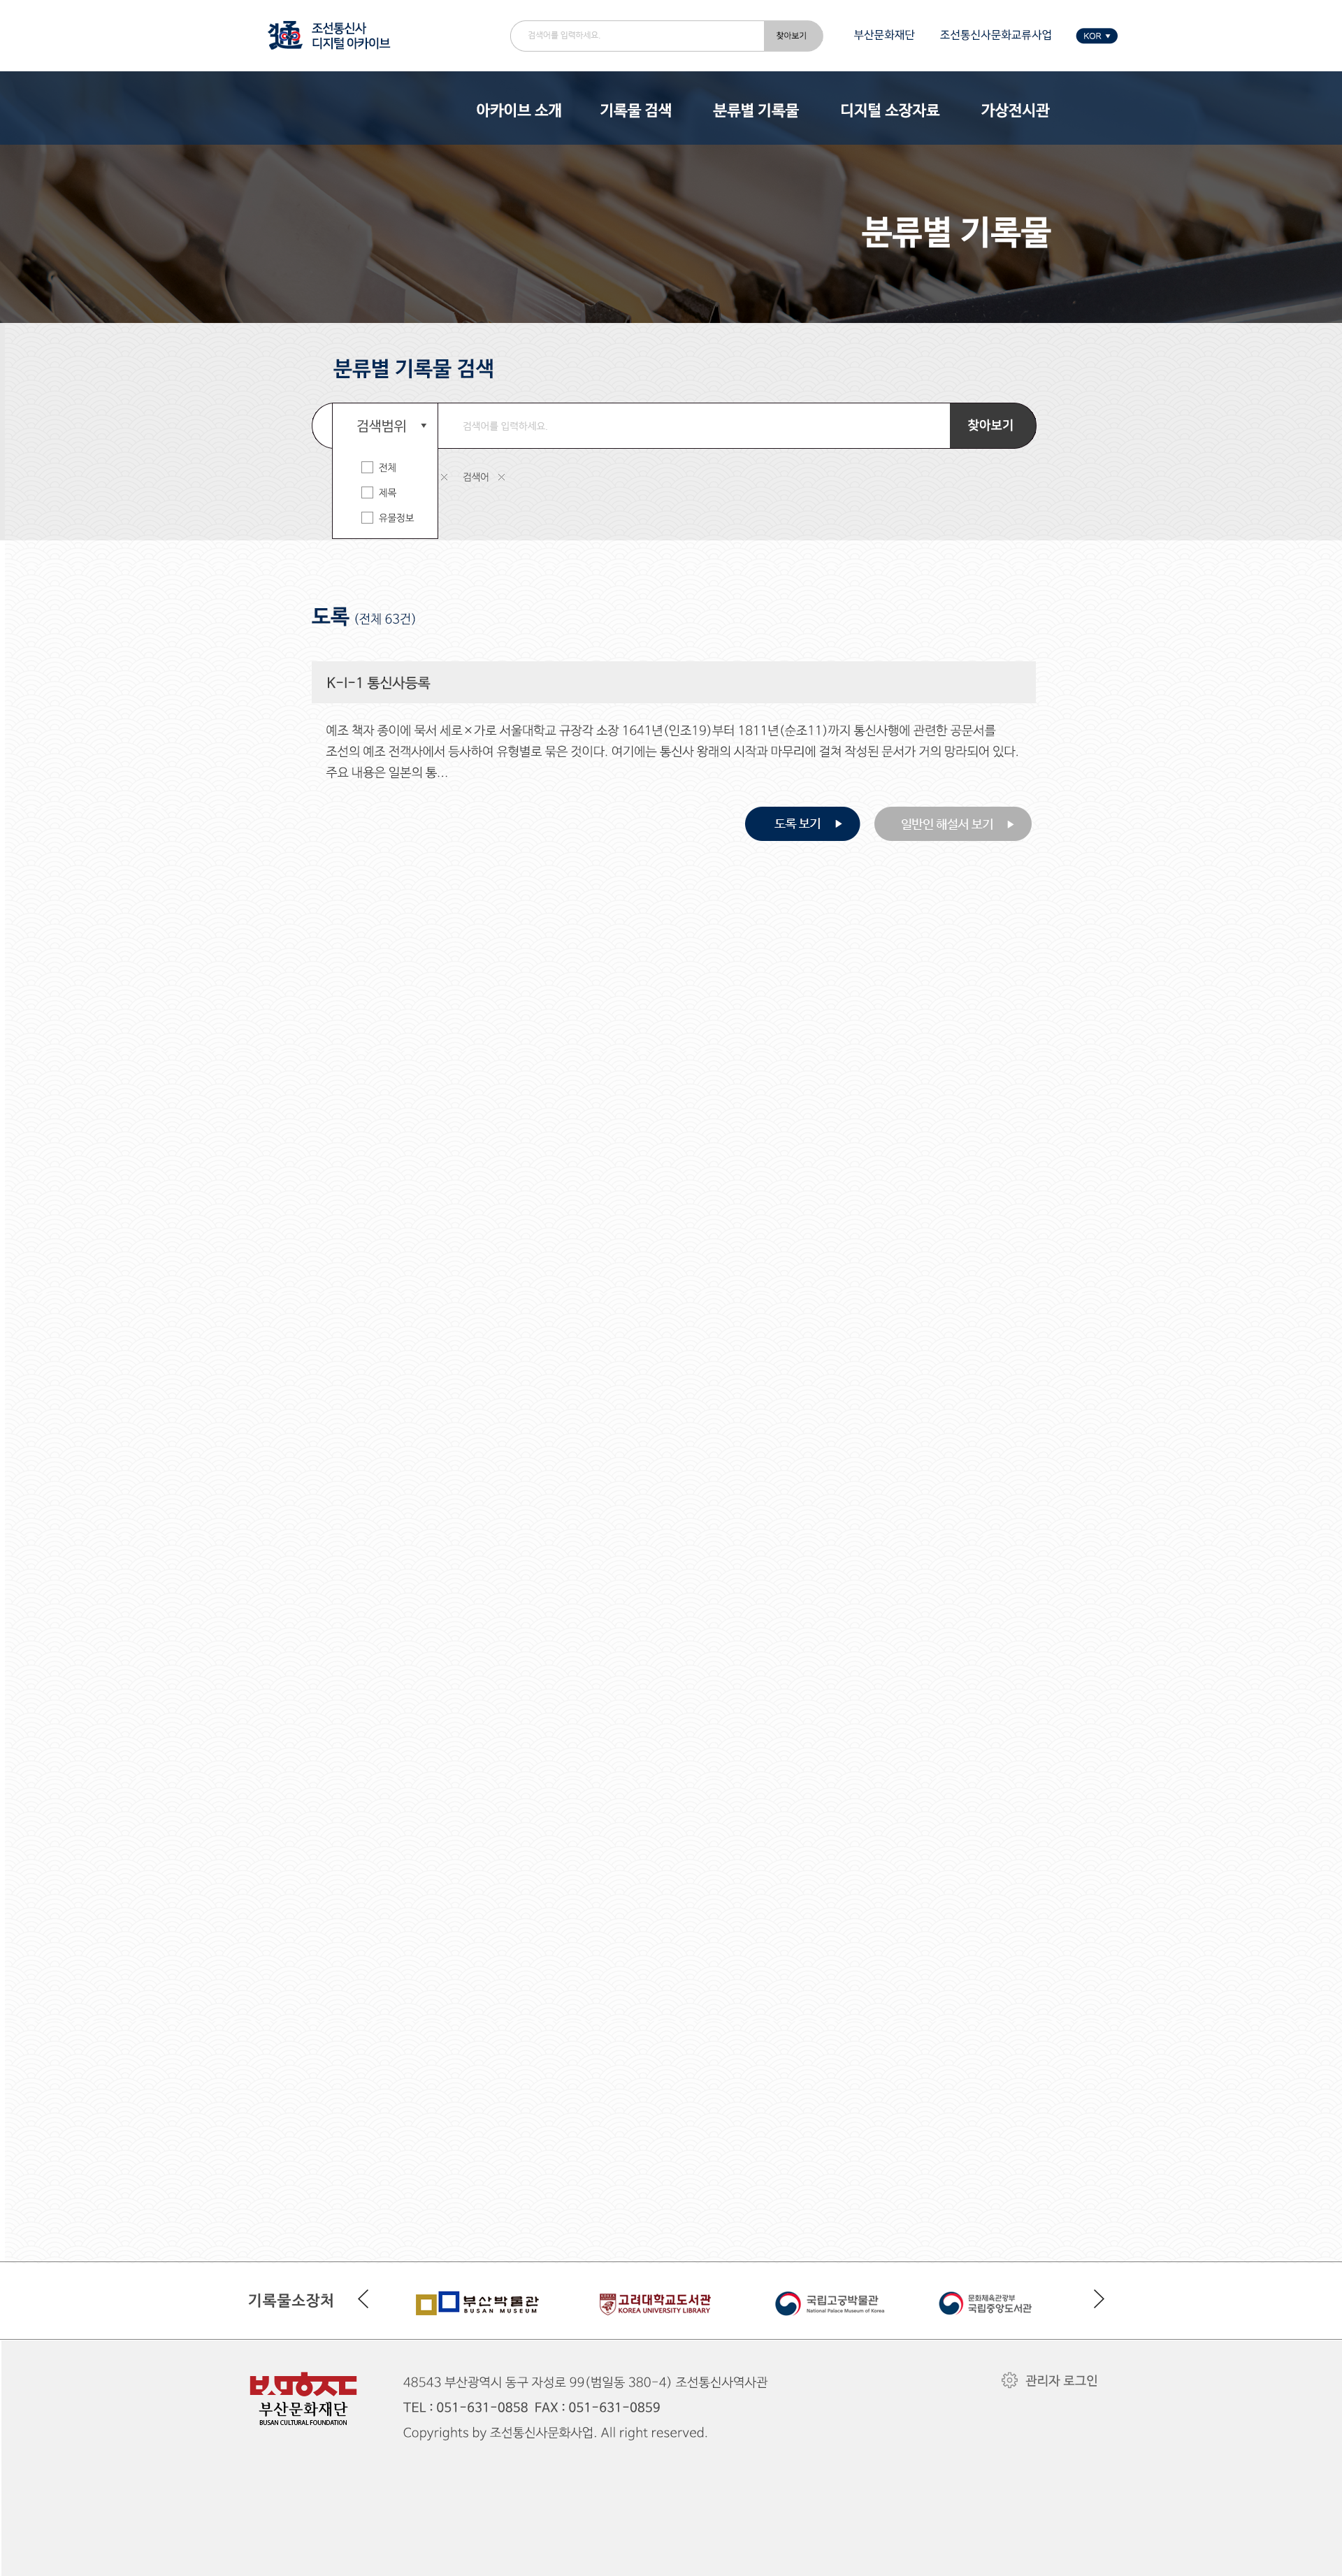 通 조선통신사
디지털 아카이브
검색어를 입력하세요.
찾아보기
부산문화재단
조선통신사문화교류사업
KOR
아카이브 소개
기록물 검색
분류별 기록물
디지털 소장자료
가상전시관
분류별 기록물
분류별 기록물 검색
검색범위
검색어를 입력하세요.
찾아보기
전체
검색어
제목
유물정보
도록 (전체 63건)
K-I-1 통신사등록
예조 책자 종이에 묵서 세로×가로 서울대학교 규장각 소장 1641년(인조19)부터 1811년(순조11)까지 통신사행에 관련한 공문서를
조선의 예조 전객사에서 등사하여 유형별로 묶은 것이다. 여기에는 통신사 왕래의 시작과 마무리에 걸쳐 작성된 문서가 거의 망라되어 있다.
주요 내용은 일본의 통...
도록 보기
일반인 해설서 보기
기록물소장처
부산박물관
BUSAN MUSEUM
고려대학교도서관
KOREA UNIVERSITY LIBRARY
국립고궁박물관
National Palace Museum of Korea
문화체육관광부
국립중앙도서관
부산문화재단
BUSAN CULTURAL FOUNDATION
48543 부산광역시 동구 자성로 99(범일동 380-4) 조선통신사역사관
TEL : 051-631-0858 FAX : 051-631-0859
Copyrights by 조선통신사문화사업. All right reserved.
관리자 로그인